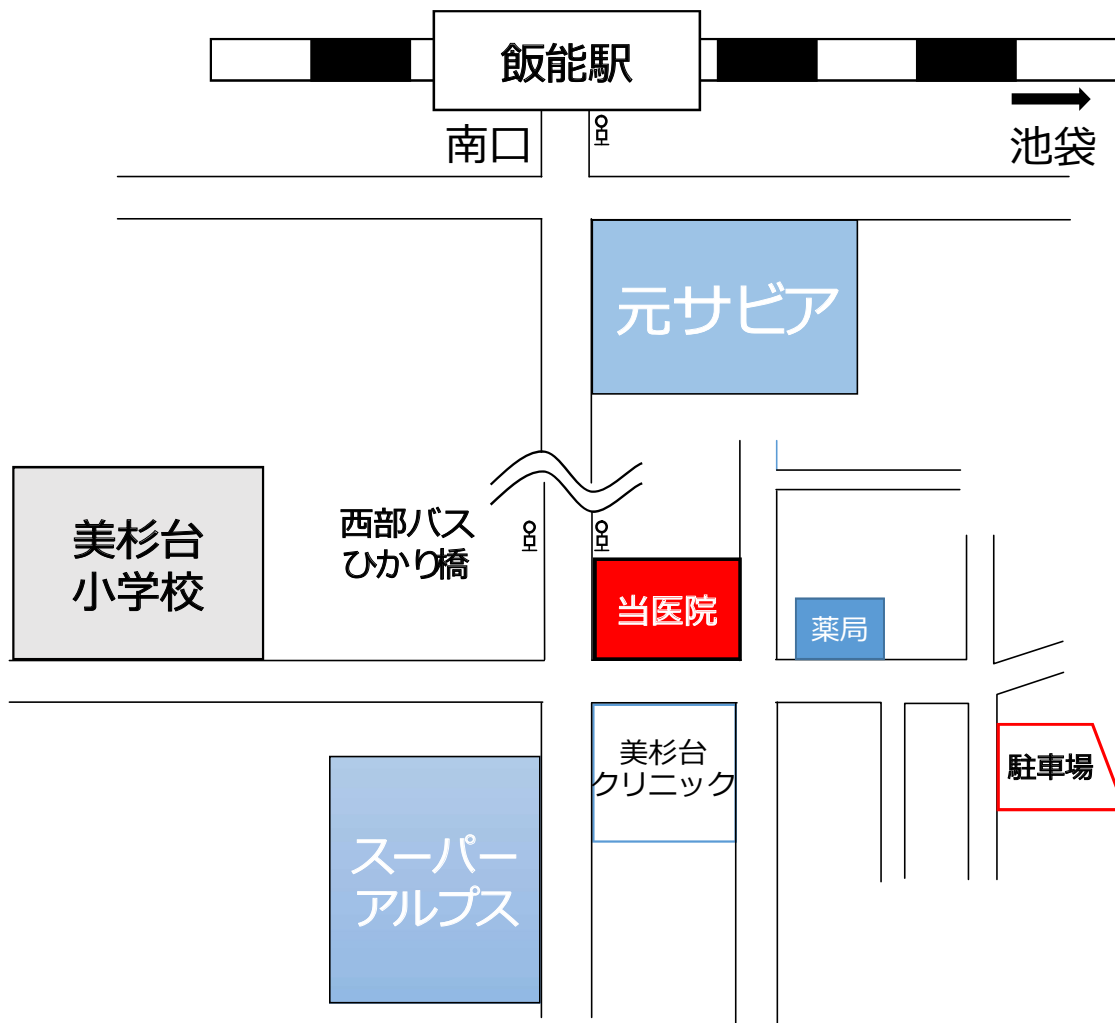 飯能駅
南口
池袋
元サビア
美杉台
小学校
西部バス
ひかり橋
当医院
薬局
美杉台
クリニック
駐車場
スーパー
アルプス